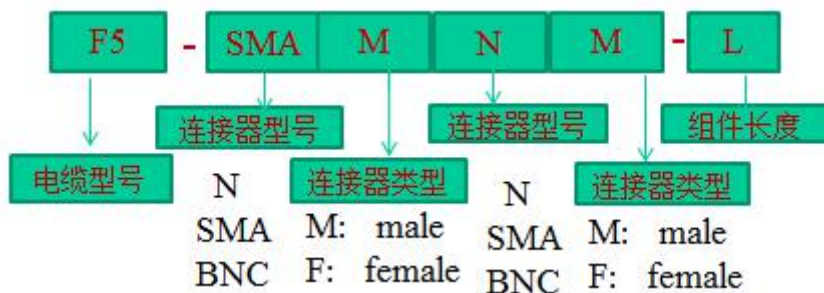 F5 - SMA M N M - L
连接器型号 连接器型号 组件长度
电缆型号 连接器类型 连接器类型
N N
SMA M: male SMA M: male
BNC F: female BNC F: female